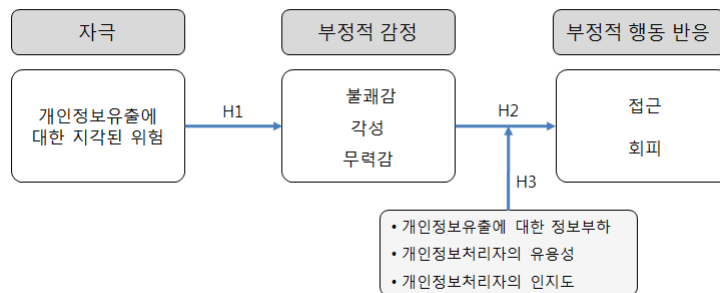 자극
부정적 감정
부정적 행동 반응
개인정보유출에
대한 지각된 위험
H1
불쾌감
각성
무력감
H2
접근
회피
H3
• 개인정보유출에 대한 정보부하
• 개인정보처리자의 유용성
• 개인정보처리자의 인지도